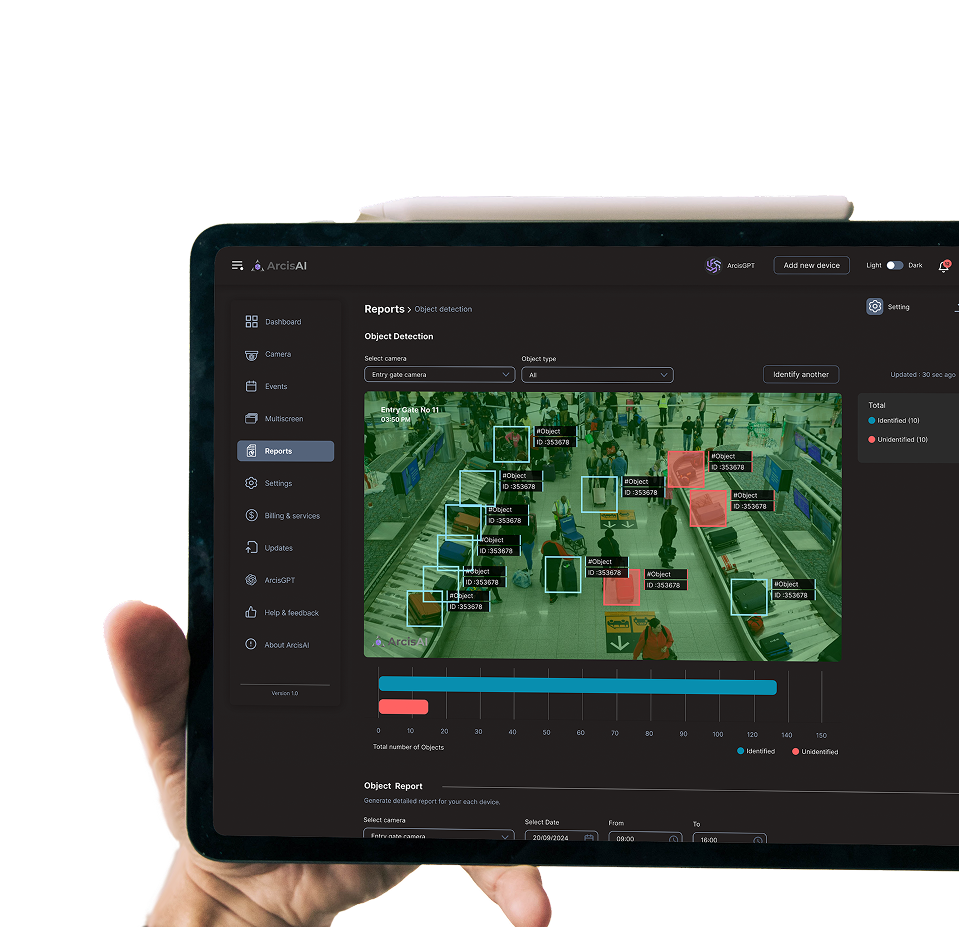 ArcisAI
ArcisGPT
Add new device
Light
Dark
Dashboard
Camera
Events
Multiscreen
Reports
Settings
Billing & services
Updates
ArcisGPT
Help & feedback
About ArcisAI
Version 1.0
Reports > Object detection
Setting
Object Detection
Select camera
Object type
Entry gate camera
All
Identify another
Updated : 30 sec ago
Entry Gate No 11
03:50 PM
#Object
ID :353678
#Object
ID :353678
#Object
ID :353678
#Object
ID :353678
#Object
ID :353678
#Object
ID :353678
#Object
ID :353678
#Object
ID :353678
#Object
ID :353678
#Object
ID :353678
#Object
ID :353678
#Object
ID :353678
#Object
ID :353678
ArcisAI
Total
Identified (10)
Unidentified (10)
0 10 20 30 40 50 60 70 80 90 100 120 140 150
Total number of Objects
Identified
Unidentified
Object Report
Generate detailed report for your each device.
Select camera
Select Date
From
To
Entry gate camera
20/09/2024
09:00
16:00